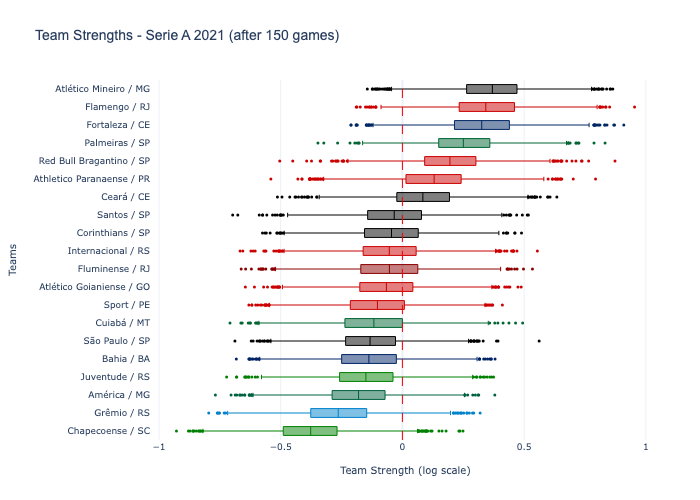 Team Strengths - Serie A 2021 (after 150 games)
Atlético Mineiro / MG
Flamengo / RJ
Fortaleza / CE
Palmeiras / SP
Red Bull Bragantino / SP
Athletico Paranaense / PR
Ceará / CE
Santos / SP
Corinthians / SP
Internacional / RS
Fluminense / RJ
Atlético Goianiense / GO
Sport / PE
Cuiabá / MT
São Paulo / SP
Bahia / BA
Juventude / RS
América / MG
Grêmio / RS
Chapecoense / SC
Teams
−1
−0.5
0
0.5
1
Team Strength (log scale)